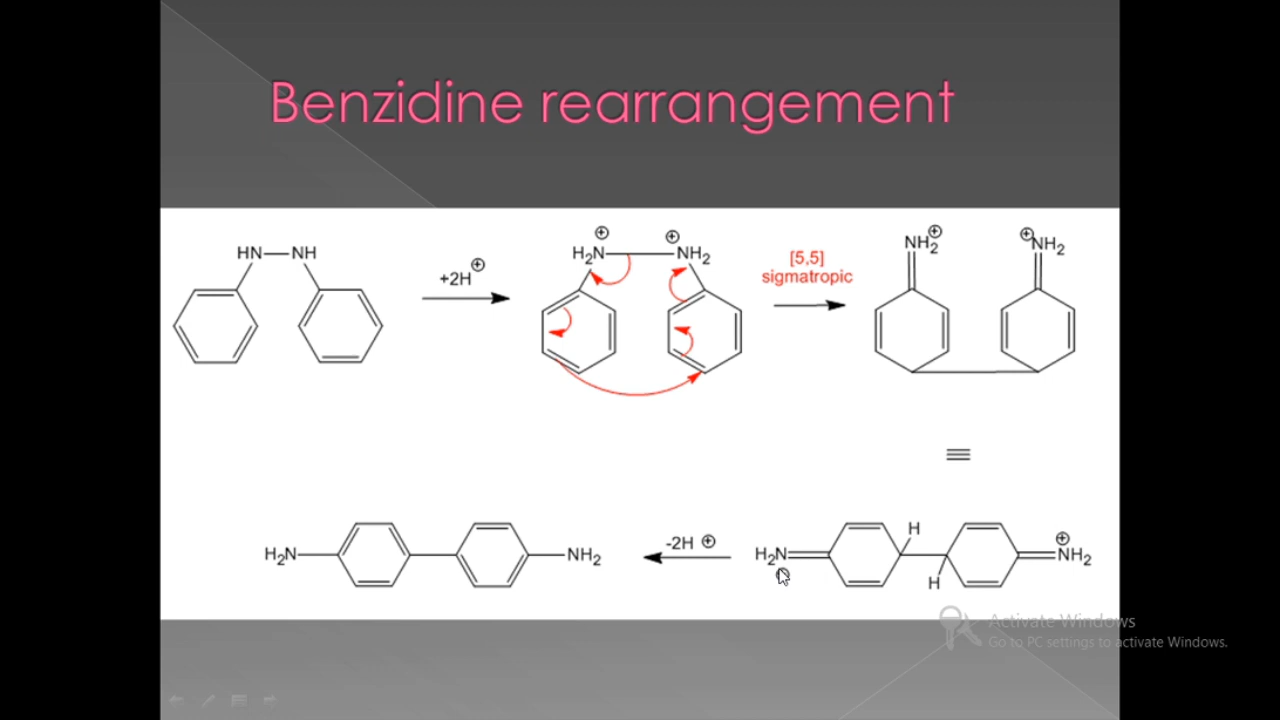 Benzidine rearrangement
HN—NH
+2H⊕
⊕ ⊕
H₂N NH₂
[5,5]
sigmatropic
NH₂⊕ ⊕NH₂
≡
H₂N NH₂
-2H ⊕
H₂N H H ⊕ NH₂
Activate Windows
Go to PC settings to activate Windows.